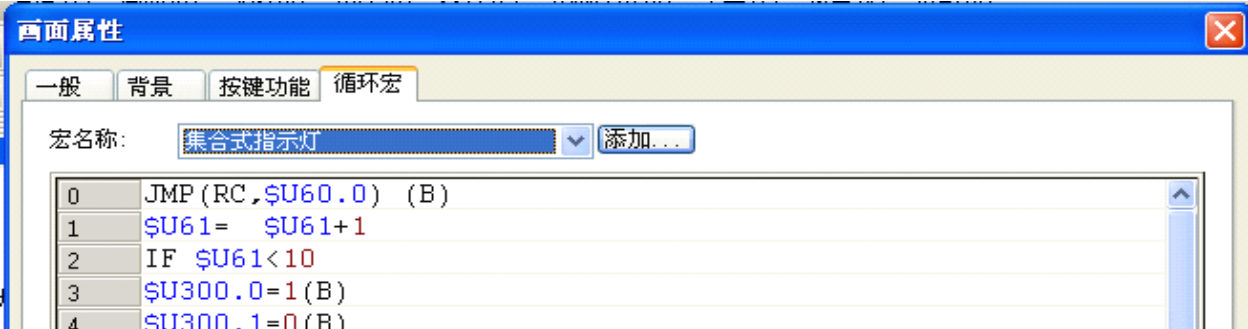 画面属性
一般 背景 按键功能 循环宏
宏名称: 集合式指示灯 添加...
0 JMP(RC,$U60.0) (B)
1 $U61= $U61+1
2 IF $U61<10
3 $U300.0=1(B)
4 $U300.1=0(B)